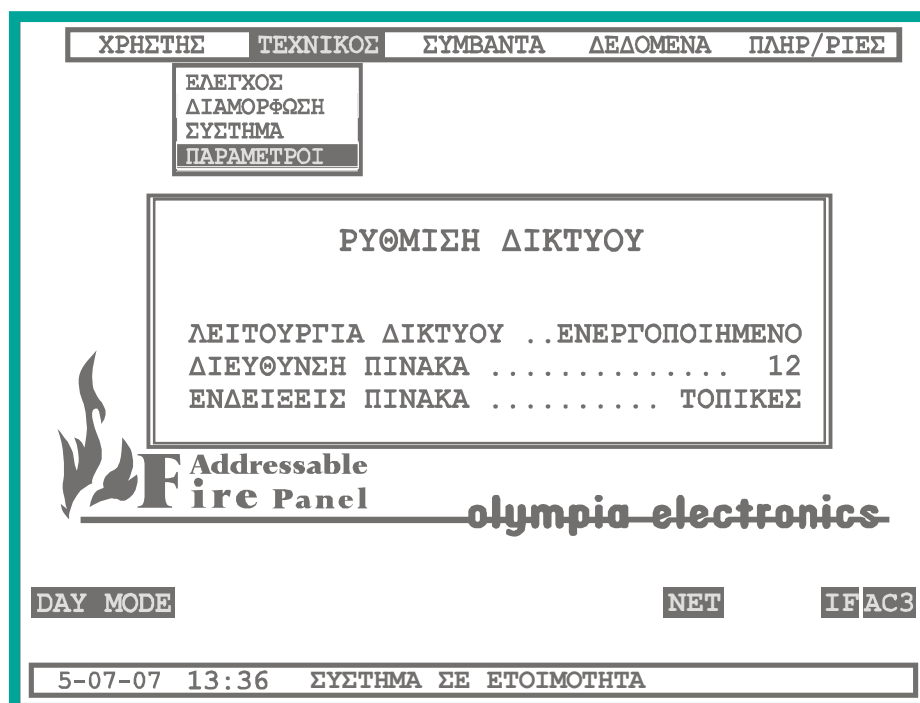 ΧΡΗΣΤΗΣ ΤΕΧΝΙΚΟΣ ΣΥΜΒΑΝΤΑ ΔΕΔΟΜΕΝΑ ΠΛΗΡ/ΡΙΕΣ
ΕΛΕΓΧΟΣ
ΔΙΑΜΟΡΦΩΣΗ
ΣΥΣΤΗΜΑ
ΠΑΡΑΜΕΤΡΟΙ
ΡΥΘΜΙΣΗ ΔΙΚΤΥΟΥ
ΛΕΙΤΟΥΡΓΙΑ ΔΙΚΤΥΟΥ ..ΕΝΕΡΓΟΠΟΙΗΜΕΝΟ
ΔΙΕΥΘΥΝΣΗ ΠΙΝΑΚΑ .............. 12
ΕΝΔΕΙΞΕΙΣ ΠΙΝΑΚΑ .......... ΤΟΠΙΚΕΣ
Addressable
Fire Panel
olympia electronics
DAY MODE NET IF AC3
5-07-07 13:36 ΣΥΣΤΗΜΑ ΣΕ ΕΤΟΙΜΟΤΗΤΑ